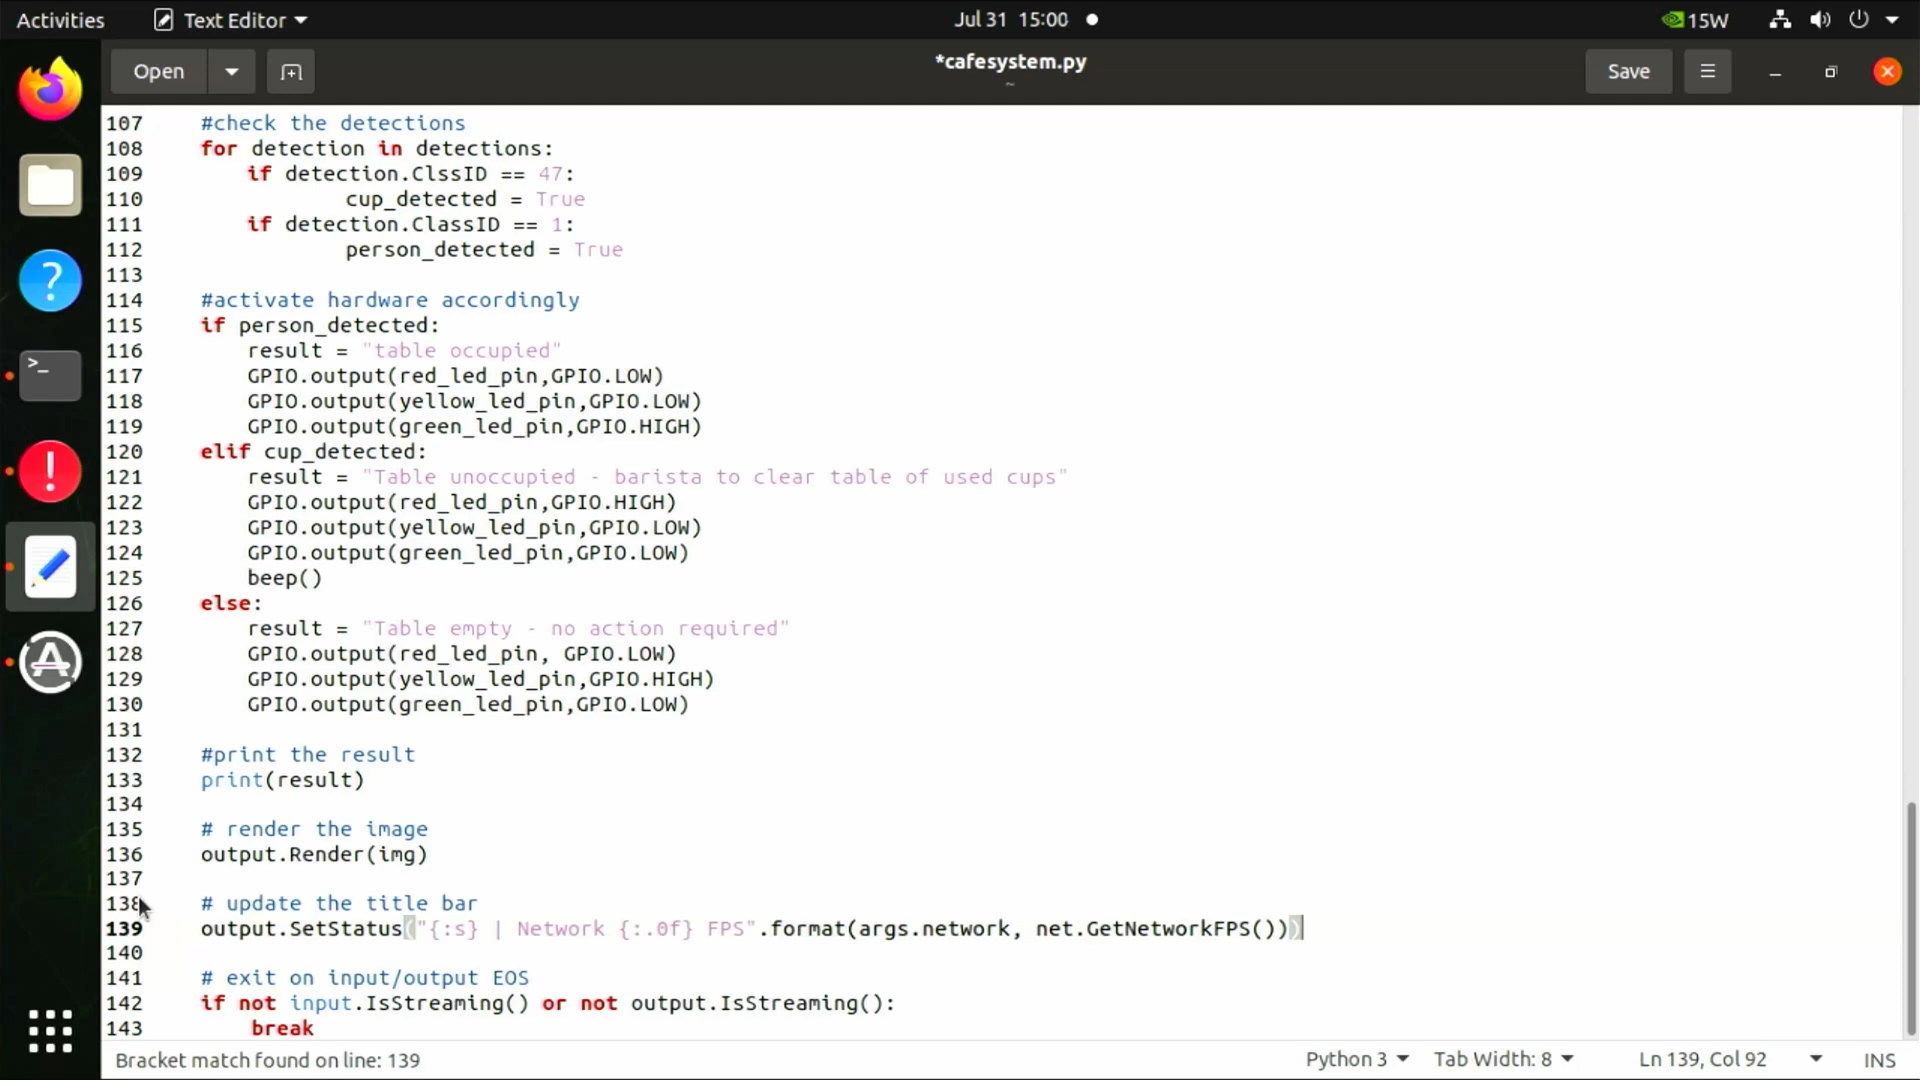 Activities Text Editor Jul 31 15:00 15W
Open *cafesystem.py Save
~
107 #check the detections
108 for detection in detections:
109 if detection.ClssID == 47:
110 cup_detected = True
111 if detection.ClassID == 1:
112 person_detected = True
113
114 #activate hardware accordingly
115 if person_detected:
116 result = "table occupied"
117 GPIO.output(red_led_pin,GPIO.LOW)
118 GPIO.output(yellow_led_pin,GPIO.LOW)
119 GPIO.output(green_led_pin,GPIO.HIGH)
120 elif cup_detected:
121 result = "Table unoccupied - barista to clear table of used cups"
122 GPIO.output(red_led_pin,GPIO.HIGH)
123 GPIO.output(yellow_led_pin,GPIO.LOW)
124 GPIO.output(green_led_pin,GPIO.LOW)
125 beep()
126 else:
127 result = "Table empty - no action required"
128 GPIO.output(red_led_pin, GPIO.LOW)
129 GPIO.output(yellow_led_pin,GPIO.HIGH)
130 GPIO.output(green_led_pin,GPIO.LOW)
131
132 #print the result
133 print(result)
134
135 # render the image
136 output.Render(img)
137
138 # update the title bar
139 output.SetStatus("{:s} | Network {:.0f} FPS".format(args.network, net.GetNetworkFPS()))
140
141 # exit on input/output EOS
142 if not input.IsStreaming() or not output.IsStreaming():
143 break
Bracket match found on line: 139 Python 3 Tab Width: 8 Ln 139, Col 92 INS